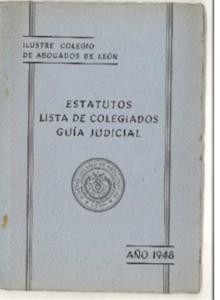 ILUSTRE COLEGIO
DE ABOGADOS DE LEÓN
ESTATUTOS
LISTA DE COLEGIADOS
GUÍA JUDICIAL
AÑO 1948